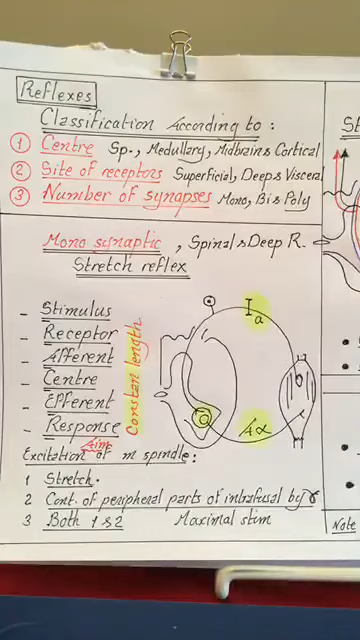 Reflexes
Classification According to :
1 Centre Sp., Medullary, Midbrain & Cortical
2 Site of receptors Superficial, Deep & Visceral
3 Number of synapses Mono, Bi & Poly
Mono synaptic, Spinal & Deep R.
Stretch reflex
- Stimulus
- Receptor
- Afferent
- Centre
- Efferent
- Response
Aim
Constan length
Ia
Aα
Excitation of m spindle:
1 Stretch.
2 Cont. of peripheral parts of intrafusal by γ
3 Both 1 & 2 Maximal stim
St
Note